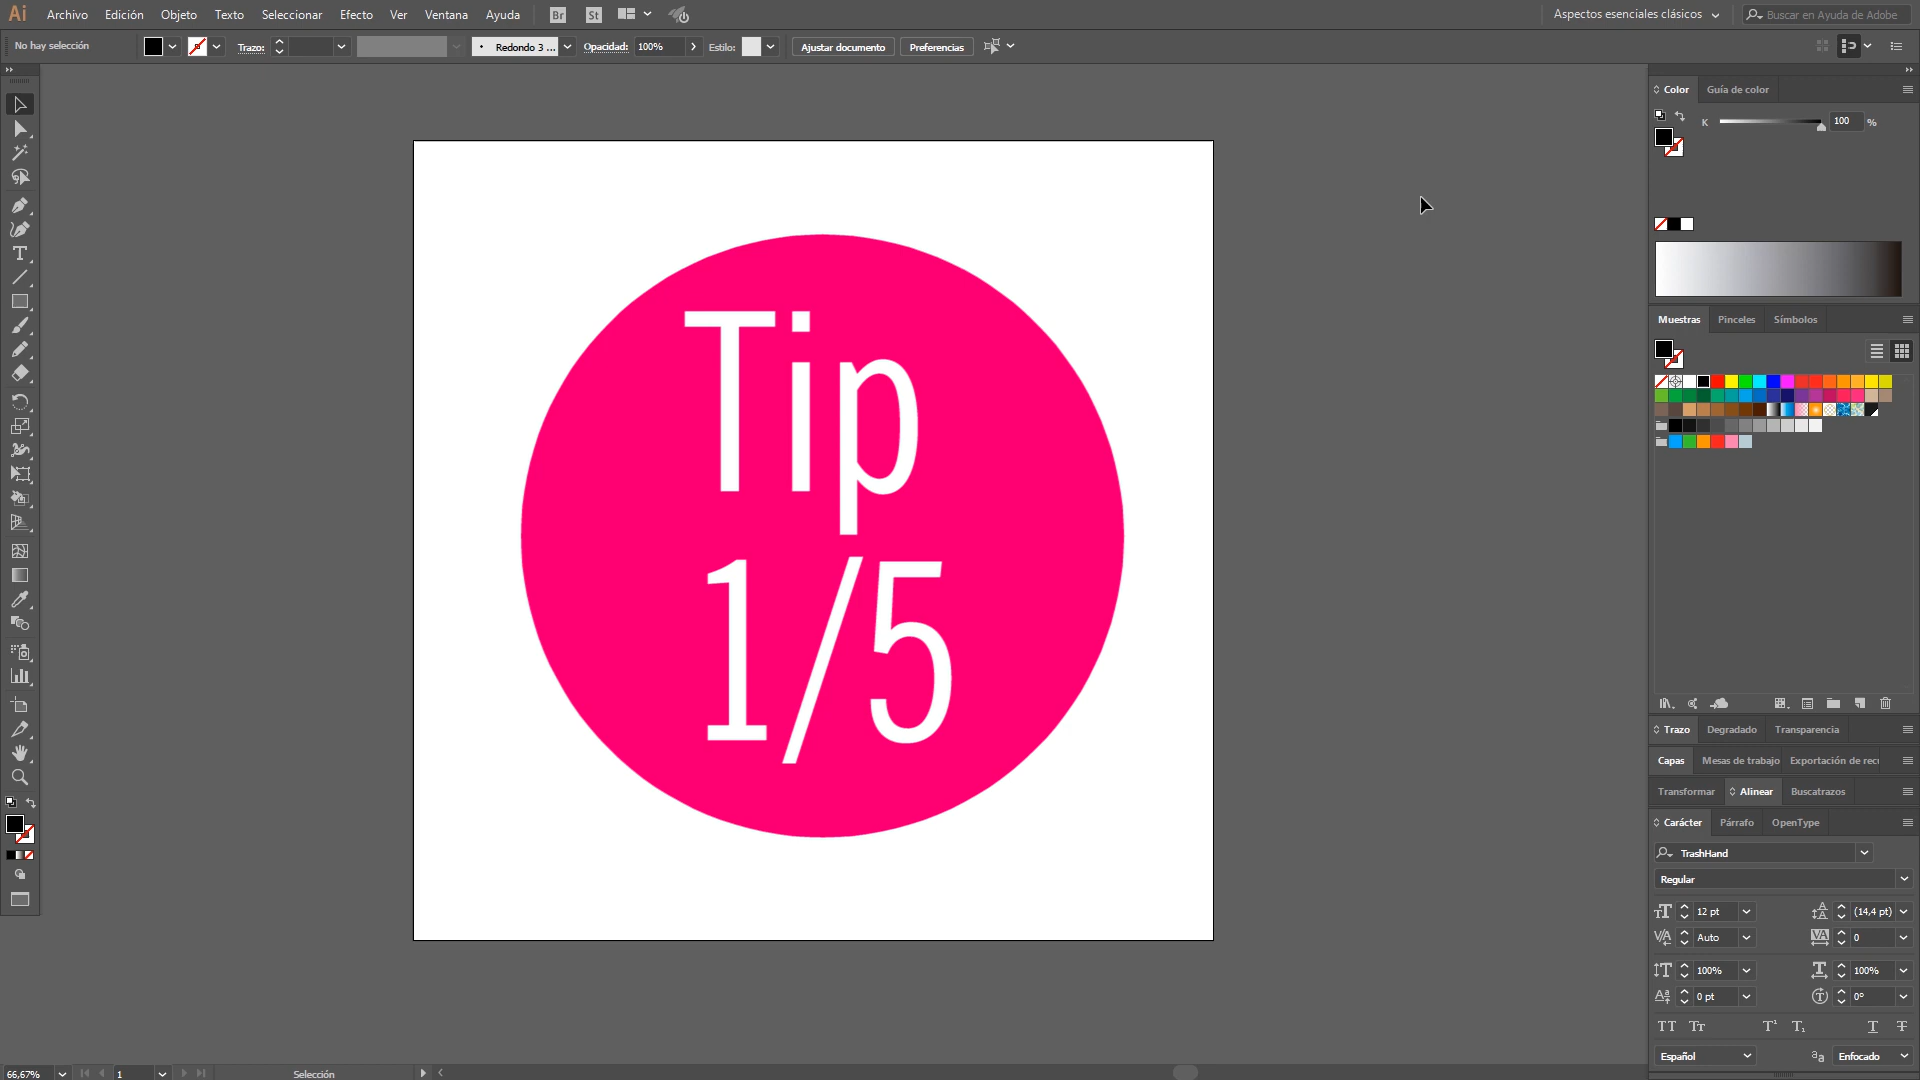 Ai Archivo Edición Objeto Texto Seleccionar Efecto Ver Ventana Ayuda Br St Aspectos esenciales clásicos Buscar en Ayuda de Adobe
No hay selección Trazo: Redondo 3 ... Opacidad: 100% Estilo: Ajustar documento Preferencias
Color Guía de color
K 100 %
Tip
1/5
Muestras Pinceles Símbolos
Trazo Degradado Transparencia
Capas Mesas de trabajo Exportación de recu
Transformar Alinear Buscatrazos
Carácter Párrafo OpenType
TrashHand
Regular
12 pt (14,4 pt)
Auto 0
100% 100%
0 pt 0°
Español Enfocado
66,67% 1 Selección